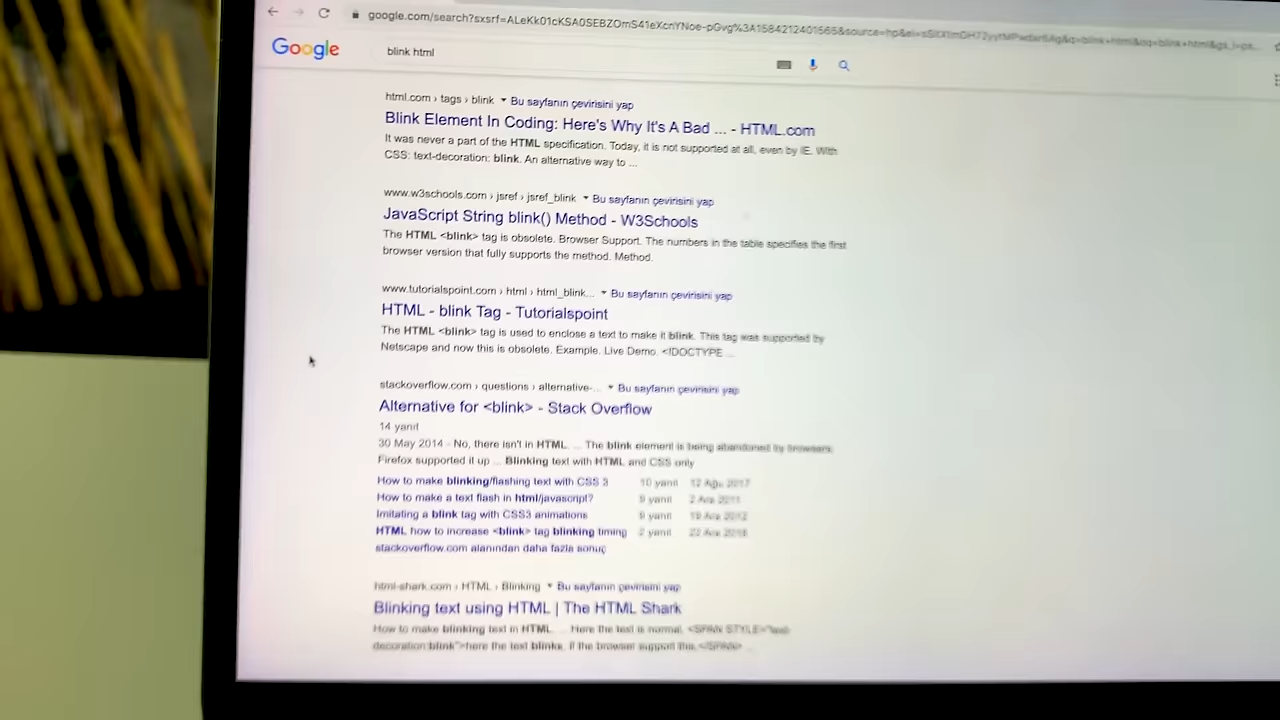 google.com/search?sxsrf=ALeKk01cKSA0SEBZOmS41eXcnYNoe-pGvg%3A1584212401565&source=hp&ei=
Google
blink html
html.com › tags › blink ▾ Bu sayfanın çevirisini yap
Blink Element In Coding: Here's Why It's A Bad ... - HTML.com
It was never a part of the HTML specification. Today, it is not supported at all, even by IE. With
CSS: text-decoration: blink. An alternative way to ...
www.w3schools.com › jsref › jsref_blink ▾ Bu sayfanın çevirisini yap
JavaScript String blink() Method - W3Schools
The HTML <blink> tag is obsolete. Browser Support. The numbers in the table specifies the first
browser version that fully supports the method. Method.
www.tutorialspoint.com › html › html_blink... ▾ Bu sayfanın çevirisini yap
HTML - blink Tag - Tutorialspoint
The HTML <blink> tag is used to enclose a text to make it blink. This tag was supported by
Netscape and now this is obsolete. Example. Live Demo. <!DOCTYPE ...
stackoverflow.com › questions › alternative-... ▾ Bu sayfanın çevirisini yap
Alternative for <blink> - Stack Overflow
14 yanıt
30 May 2014 - No, there isn't in HTML. ... The blink element is being abandoned by browsers:
Firefox supported it up ... Blinking text with HTML and CSS only
How to make blinking/flashing text with CSS 3 10 yanıt 12 Ağu 2017
How to make a text flash in html/javascript? 9 yanıt 2 Ara 2011
Imitating a blink tag with CSS3 animations 9 yanıt 19 Ara 2012
HTML how to increase <blink> tag blinking timing 2 yanıt 22 Ara
stackoverflow.com alanından daha fazla sonuç
html-shark.com › HTML › Blinking ▾ Bu sayfanın çevirisini yap
Blinking text using HTML | The HTML Shark
How to make blinking text in HTML. ... Here the text is normal, <SPAN STYLE="text-
decoration:blink">here the text blinks, if the browser support this.</SPAN> ...